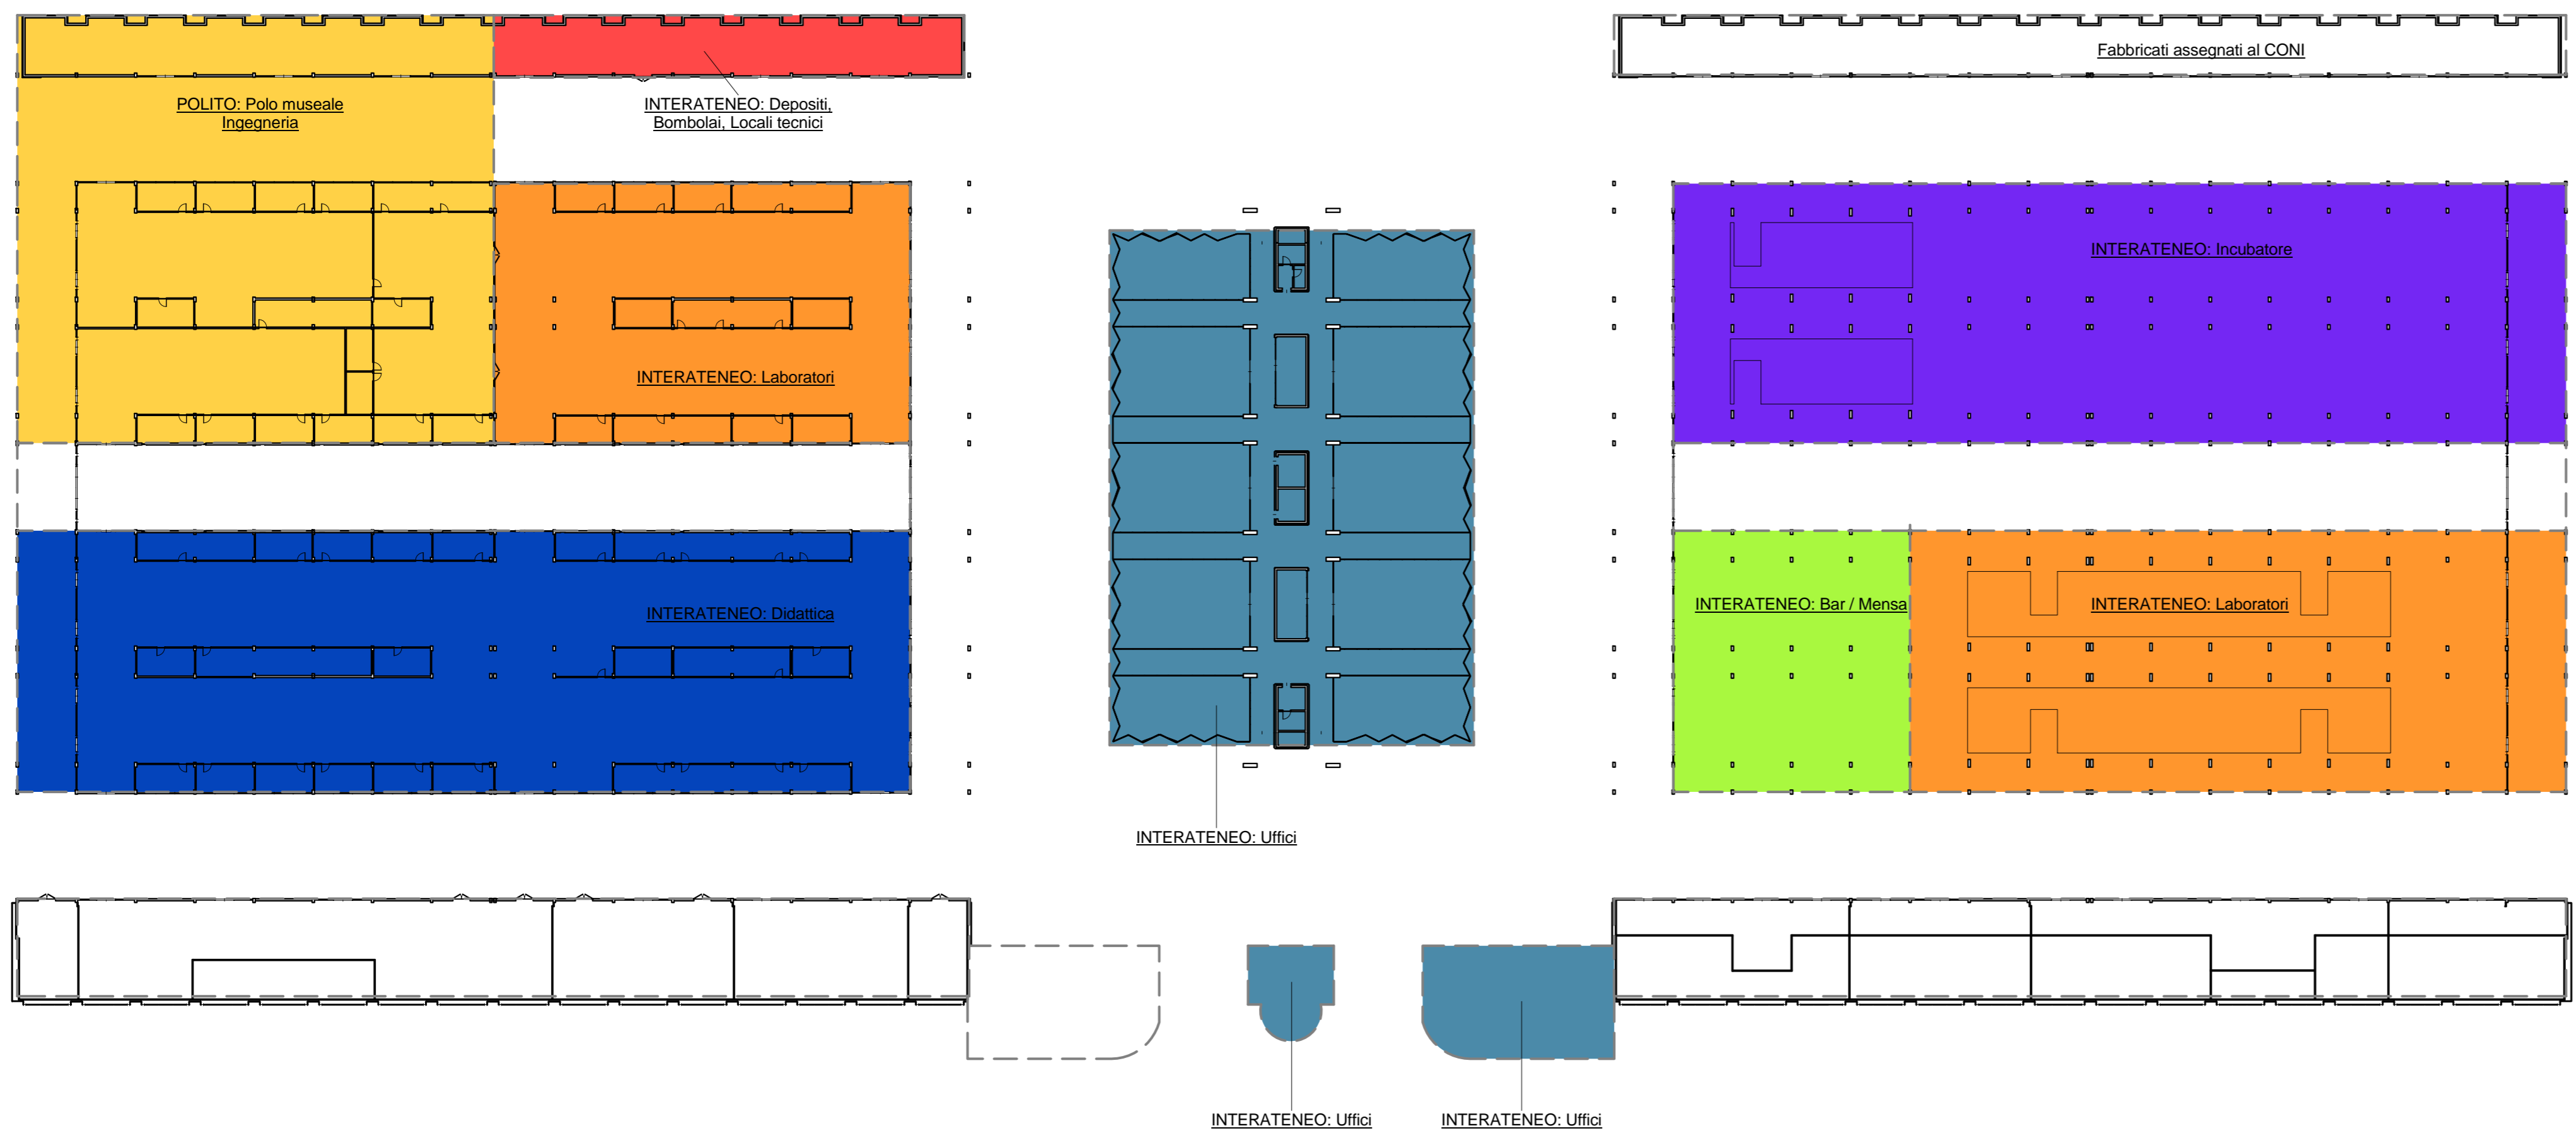 Fabbricati assegnati al CONI
POLITO: Polo museale
Ingegneria
INTERATENEO: Depositi,
Bombolai, Locali tecnici
INTERATENEO: Incubatore
INTERATENEO: Laboratori
INTERATENEO: Didattica
INTERATENEO: Bar / Mensa
INTERATENEO: Laboratori
INTERATENEO: Uffici
INTERATENEO: Uffici
INTERATENEO: Uffici